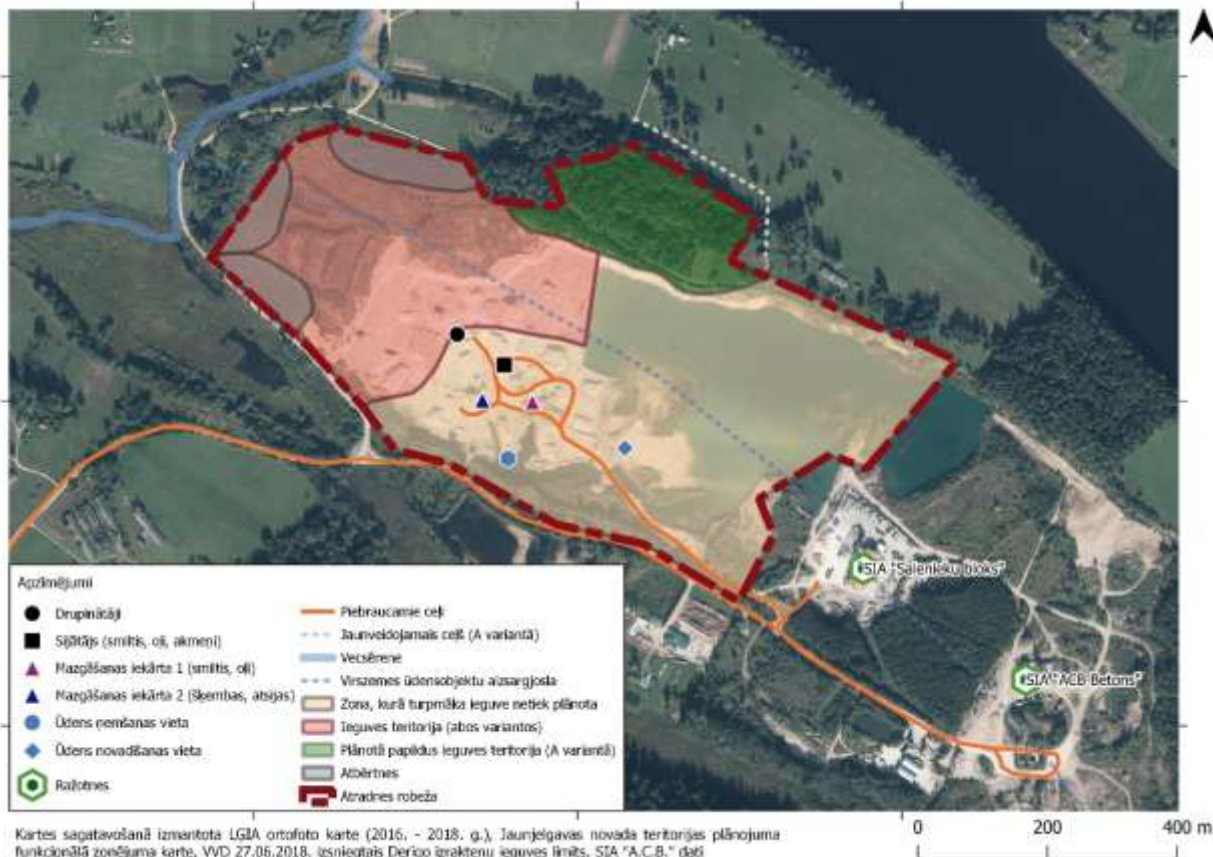 SIA "Salenieku bloks"
SIA "ACB Betons"
Apzīmējumi
Drupinātāji
Sijātājs (smiltis, oļi, akmeņi)
Mazgāšanas iekārta 1 (smiltis, oļi)
Mazgāšanas iekārta 2 (šķembas, atsijas)
Ūdens ņemšanas vieta
Ūdens novadīšanas vieta
Ražotnes
Piebraucamie ceļi
Jaunveidojamais ceļš (A variantā)
Vecsērene
Virszemes ūdensobjektu aizsargjosla
Zona, kurā turpmāka ieguve netiek plānota
Ieguves teritorija (abos variantos)
Plānotā papildus ieguves teritorija (A variantā)
Atbērtnes
Atradnes robeža
Kartes sagatavošanā izmantota LĢIA ortofoto karte (2016. - 2018. g.), Jaunjelgavas novada teritorijas plānojuma
funkcionālā zonējuma karte, VVD 27.06.2018. izsniegtais Derīgo izrakteņu ieguves limits, SIA "A.C.B." dati
0 200 400 m